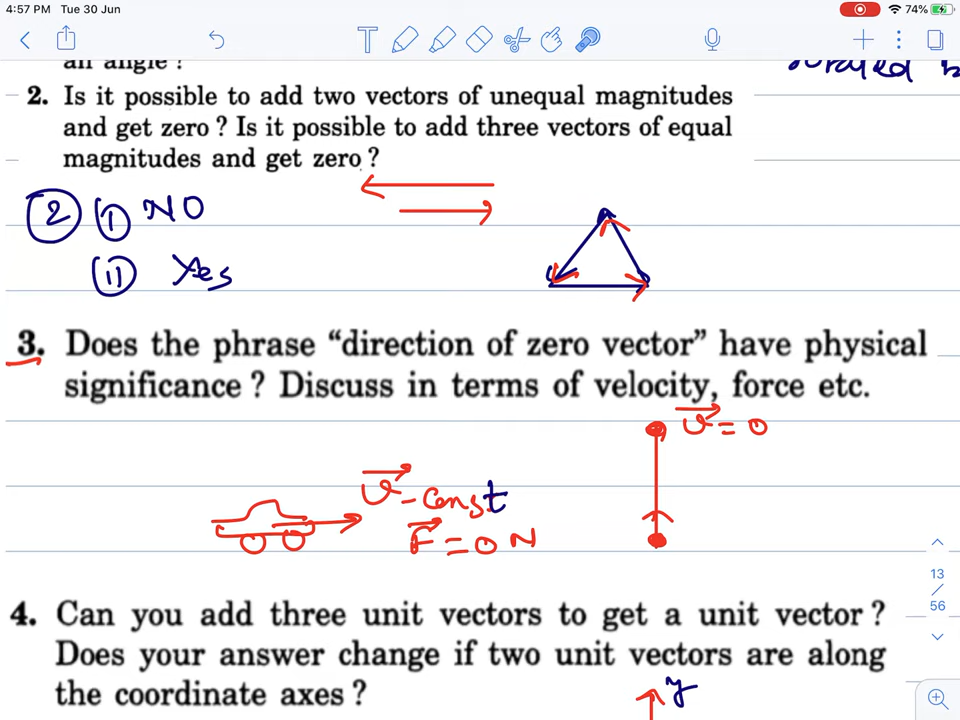 4:57 PM Tue 30 Jun
74%
an angle ?
2. Is it possible to add two vectors of unequal magnitudes
and get zero ? Is it possible to add three vectors of equal
magnitudes and get zero ?
2 (i) NO
(ii) Yes
3. Does the phrase “direction of zero vector” have physical
significance ? Discuss in terms of velocity, force etc.
v = 0
v - const
F = 0 N
13
/
56
4. Can you add three unit vectors to get a unit vector ?
Does your answer change if two unit vectors are along
the coordinate axes ?
y